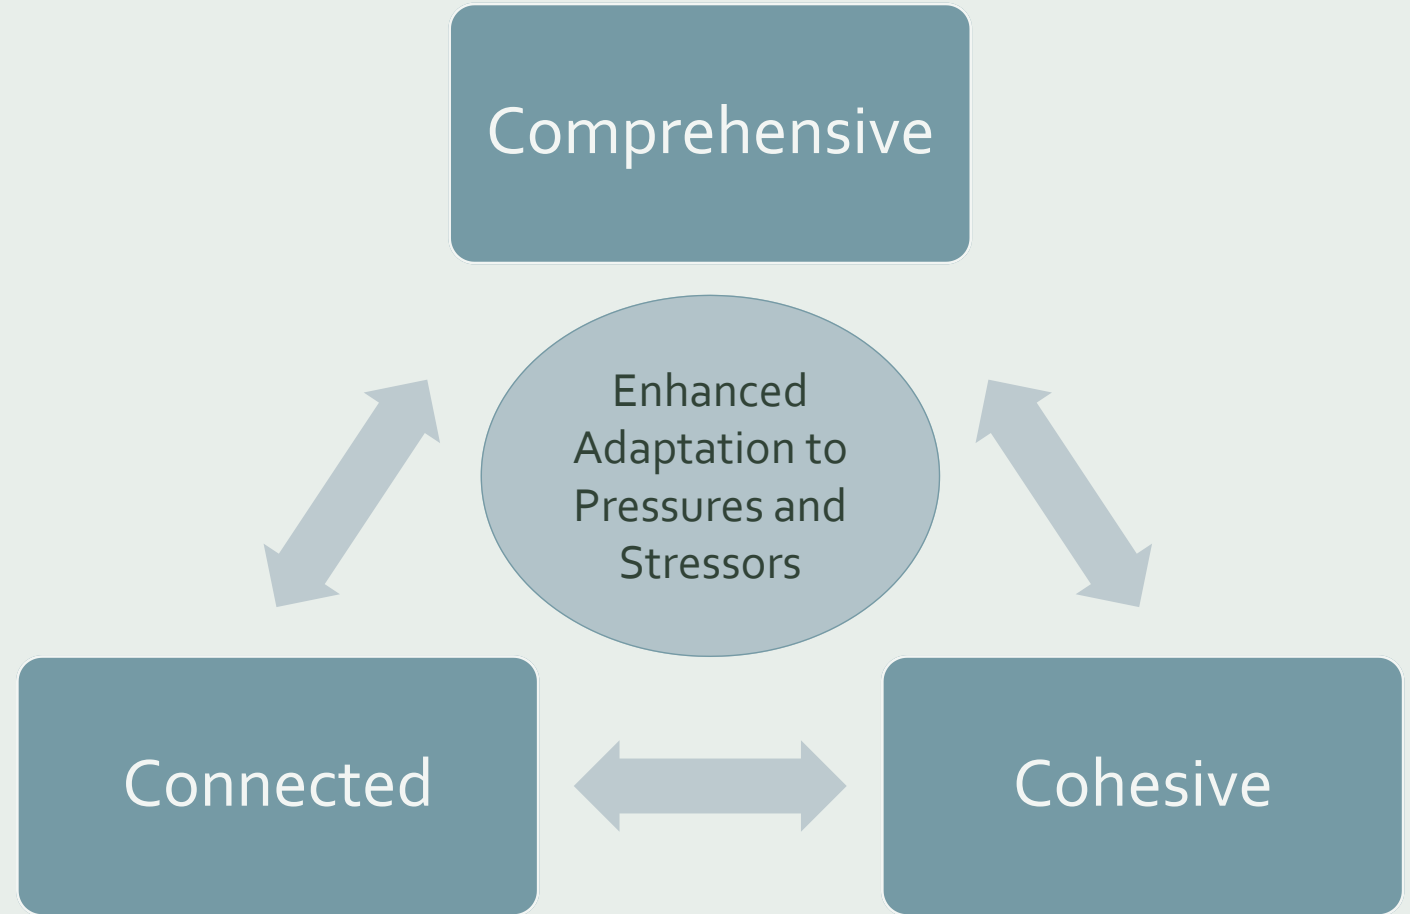 Comprehensive
Enhanced
Adaptation to
Pressures and
Stressors
Connected
Cohesive